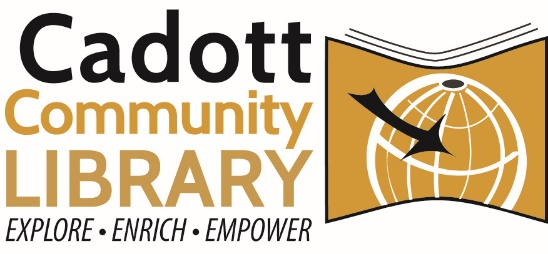 Cadott
Community
LIBRARY
EXPLORE • ENRICH • EMPOWER